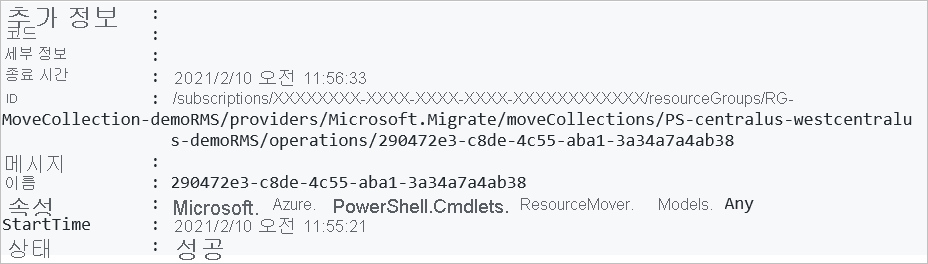 추가 정보 :
코드 :
세부 정보 :
종료 시간 : 2021/2/10 오전 11:56:33
ID : /subscriptions/XXXXXXXX-XXXX-XXXX-XXXX-XXXXXXXXXXXX/resourceGroups/RG-
MoveCollection-demoRMS/providers/Microsoft.Migrate/moveCollections/PS-centralus-westcentralu
s-demoRMS/operations/290472e3-c8de-4c55-aba1-3a34a7a4ab38
메시지 :
이름 : 290472e3-c8de-4c55-aba1-3a34a7a4ab38
속성 : Microsoft. Azure. PowerShell.Cmdlets. ResourceMover. Models. Any
StartTime : 2021/2/10 오전 11:55:21
상태 : 성공